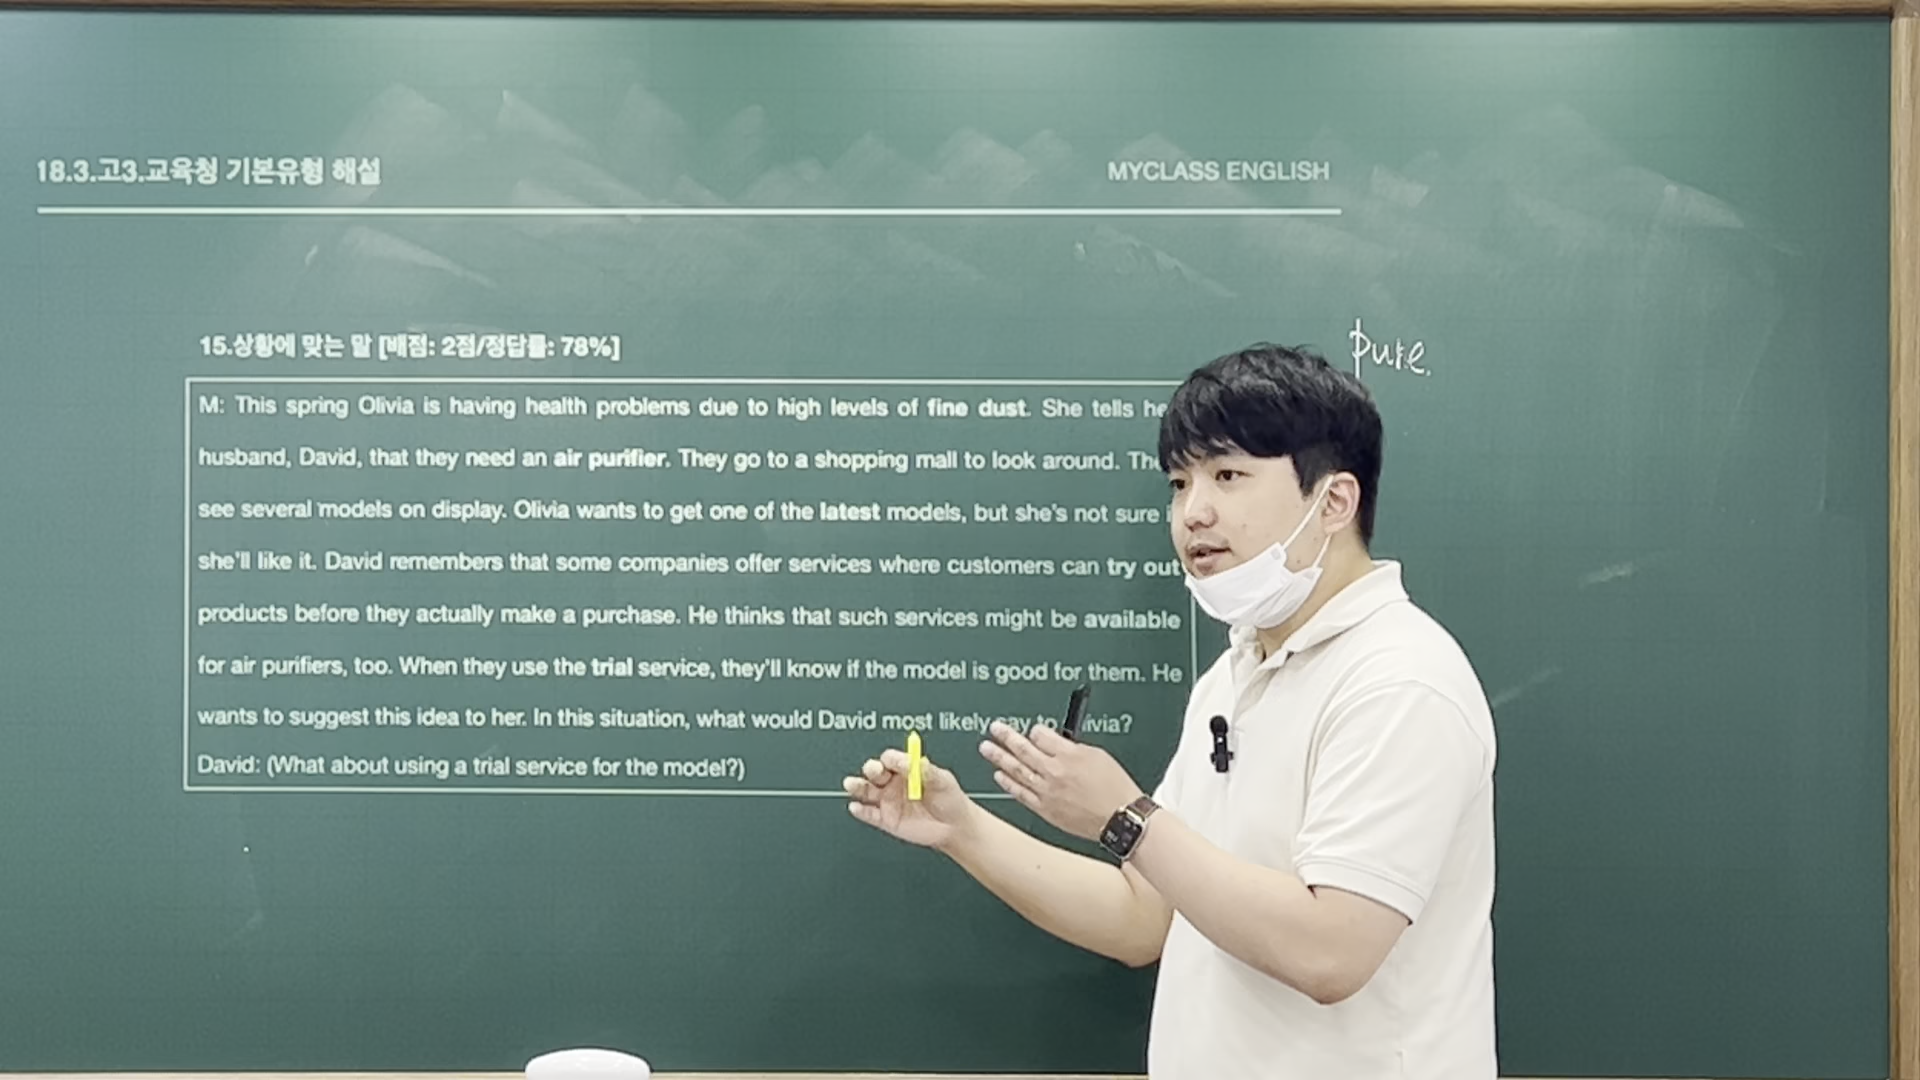 18.3.고3.교육청 기본유형 해설
MYCLASS ENGLISH
pure.
15.상황에 맞는 말 [배점: 2점/정답률: 78%]
M: This spring Olivia is having health problems due to high levels of fine dust. She tells
husband, David, that they need an air purifier. They go to a shopping mall to look around.
see several models on display. Olivia wants to get one of the latest models, but she's not sure
she'll like it. David remembers that some companies offer services where customers can try out
products before they actually make a purchase. He thinks that such services might be available
for air purifiers, too. When they use the trial service, they'll know if the model is good for them. He
wants to suggest this idea to her. In this situation, what would David most likely say to
David: (What about using a trial service for the model?)